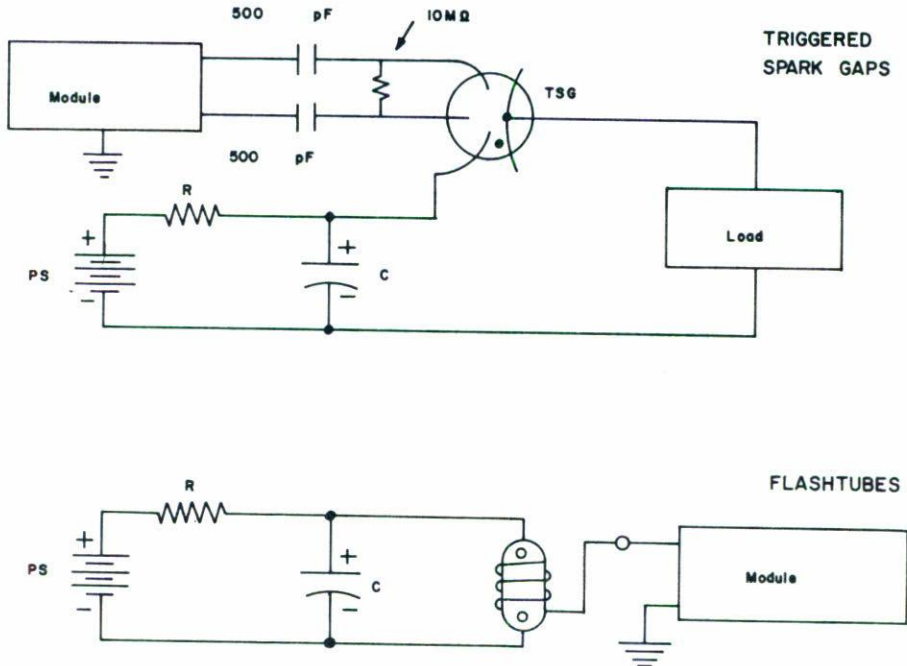 500 pF
10MΩ
TRIGGERED
SPARK GAPS
Module
TSG
500 pF
R
+
+
Load
PS
C
-
-
R
FLASHTUBES
+
+
PS
C
Module
-
-